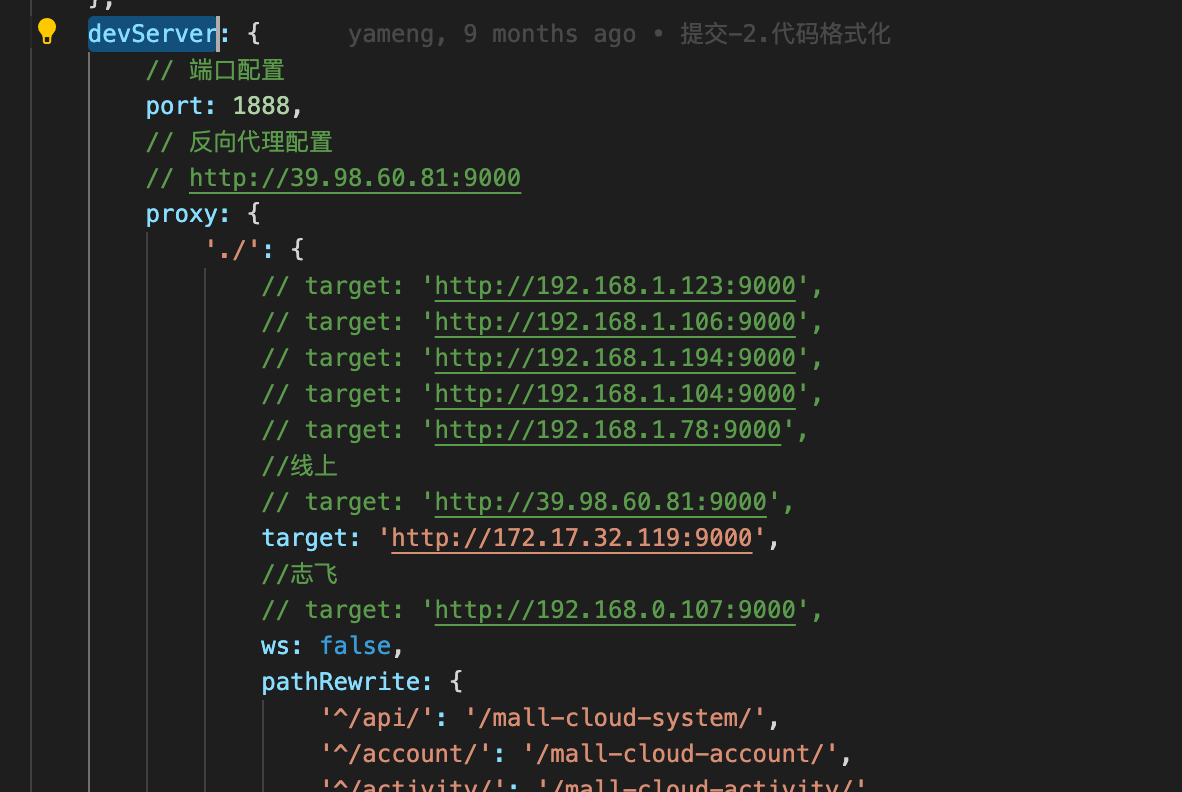 },
devServer: {      yameng, 9 months ago • 提交-2.代码格式化
// 端口配置
port: 1888,
// 反向代理配置
// http://39.98.60.81:9000
proxy: {
'./': {
// target: 'http://192.168.1.123:9000',
// target: 'http://192.168.1.106:9000',
// target: 'http://192.168.1.194:9000',
// target: 'http://192.168.1.104:9000',
// target: 'http://192.168.1.78:9000',
//线上
// target: 'http://39.98.60.81:9000',
target: 'http://172.17.32.119:9000',
//志飞
// target: 'http://192.168.0.107:9000',
ws: false,
pathRewrite: {
'^/api/': '/mall-cloud-system/',
'^/account/': '/mall-cloud-account/',
'^/activity/': '/mall-cloud-activity/'